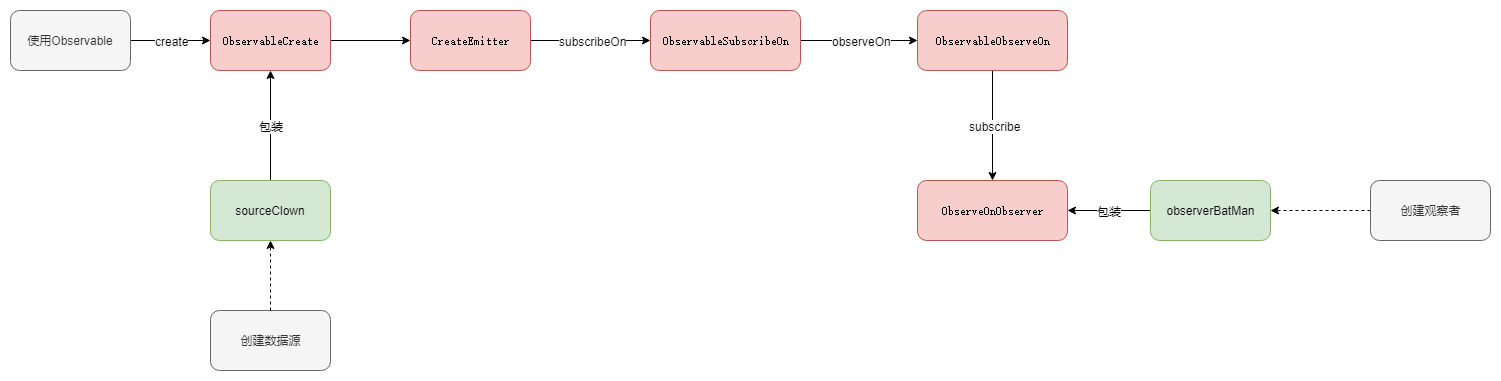 使用Observable
create
ObservableCreate
CreateEmitter
subscribeOn
ObservableSubscribeOn
observeOn
ObservableObserveOn
包装
subscribe
sourceClown
ObserveOnObserver
包装
observerBatMan
创建观察者
创建数据源